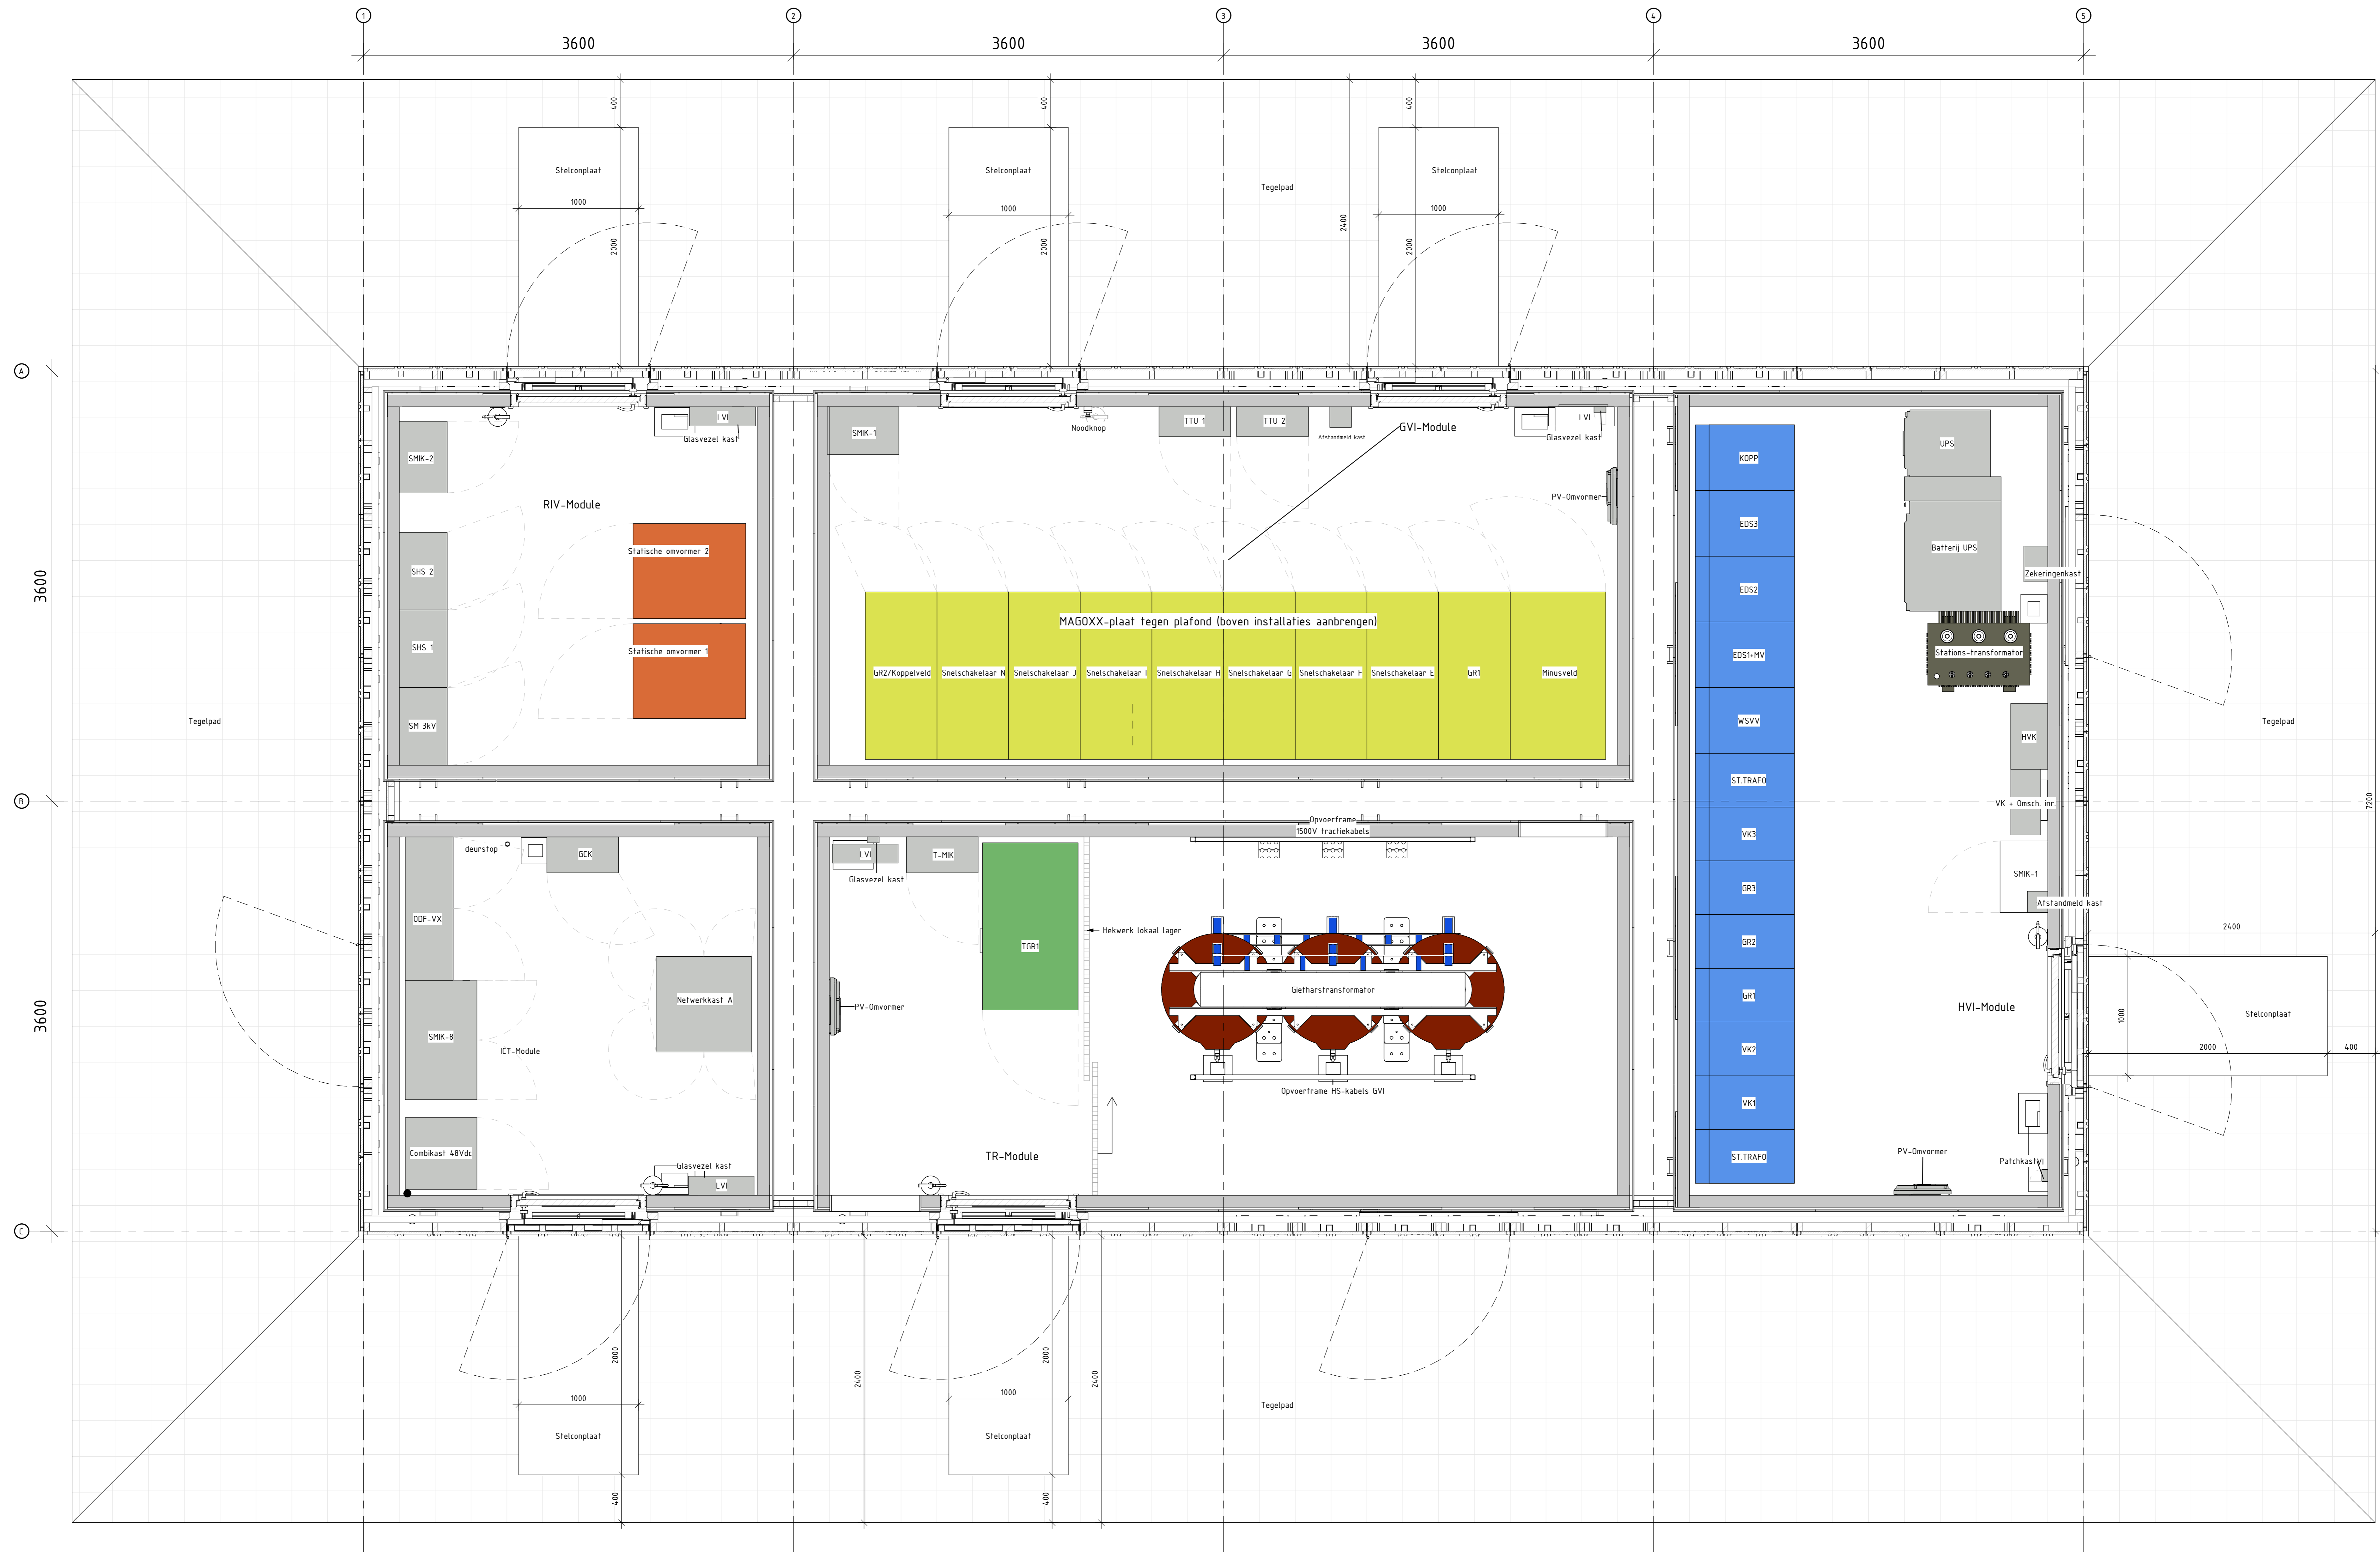 1
2
3
4
5
3600
3600
3600
3600
400
400
400
Stelconplaat
Stelconplaat
Stelconplaat
Tegelpad
1000
1000
1000
2000
2000
2400
2000
A
SMIK-2
LVI
Glasvezel kast
RIV-Module
SHS 2
SHS 1
SM 3kV
Statische omvormer 2
Statische omvormer 1
SMIK-1
Noodknop
TTU 1
TTU 2
Afstandmeld kast
GVI-Module
LVI
Glasvezel kast
PV-Omvormer
MAGOXX-plaat tegen plafond (boven installaties aanbrengen)
GR2/Koppelveld
Snelschakelaar N
Snelschakelaar J
Snelschakelaar I
Snelschakelaar H
Snelschakelaar G
Snelschakelaar F
Snelschakelaar E
GR1
Minusveld
KOPP
EDS3
EDS2
EDS1+MV
WSVV
ST.TRAFO
VK3
GR3
GR2
GR1
VK2
VK1
ST.TRAFO
UPS
Batterij UPS
Zekeringenkast
Stations-transformator
HVK
VK + Omsch. inr.
SMIK-1
Afstandmeld kast
HVI-Module
PV-Omvormer
Patchkast
Tegelpad
Tegelpad
3600
3600
B
7200
deurstop
GCK
ODF-VX
SMIK-8
ICT-Module
Netwerkkast A
Combikast 48Vdc
Glasvezel kast
LVI
LVI
T-MIK
Glasvezel kast
TGR1
PV-Omvormer
Hekwerk lokaal lager
TR-Module
Opvoerframe
1500V tractiekabels
Gietharstransformator
Opvoerframe HS-kabels GVI
2400
1000
Stelconplaat
2000
400
C
2000
2400
2000
2400
1000
1000
Stelconplaat
Stelconplaat
Tegelpad
400
400